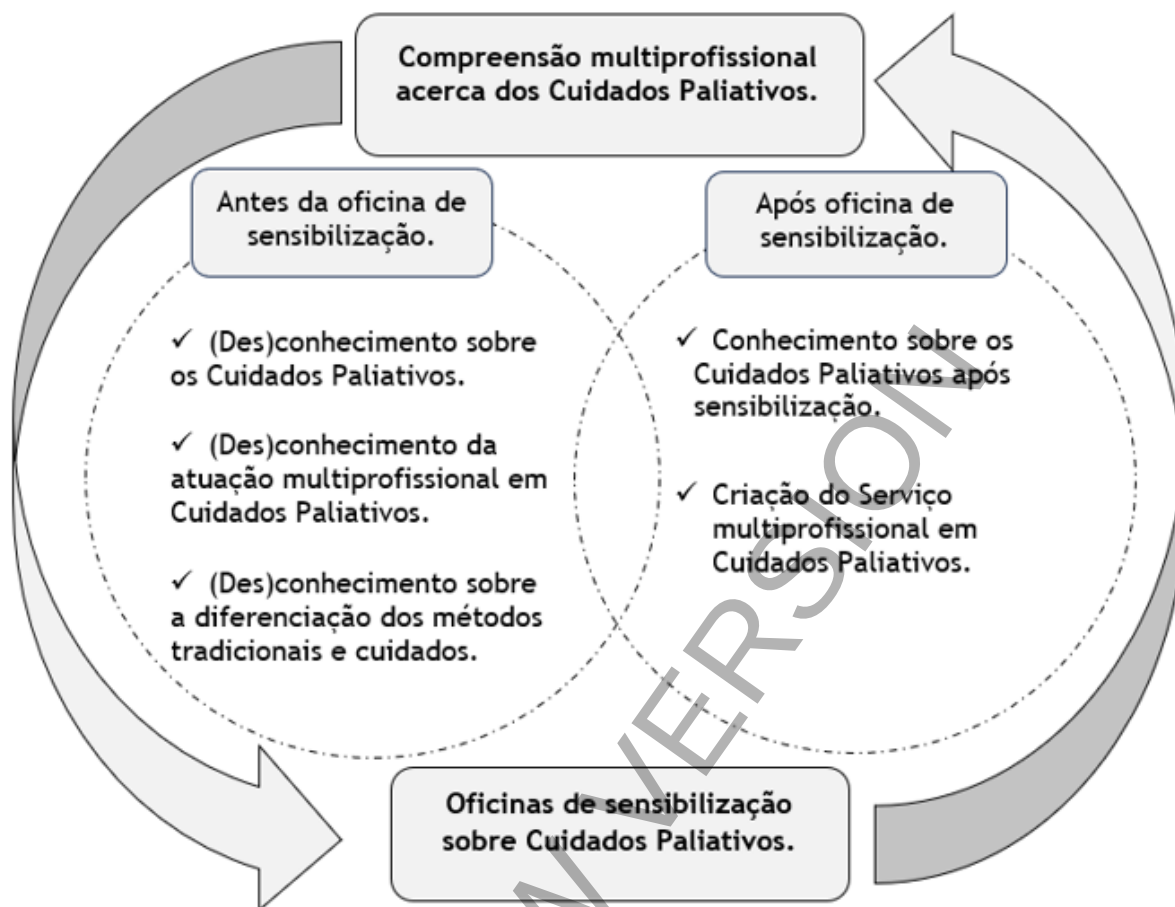 Compreensão multiprofissional
acerca dos Cuidados Paliativos.
Antes da oficina de
sensibilização.
✓ (Des)conhecimento sobre
os Cuidados Paliativos.
✓ (Des)conhecimento da
atuação multiprofissional em
Cuidados Paliativos.
✓ (Des)conhecimento sobre
a diferenciação dos métodos
tradicionais e cuidados.
Após oficina de
sensibilização.
✓ Conhecimento sobre os
Cuidados Paliativos após
sensibilização.
✓ Criação do Serviço
multiprofissional em
Cuidados Paliativos.
Oficinas de sensibilização
sobre Cuidados Paliativos.
VERSION